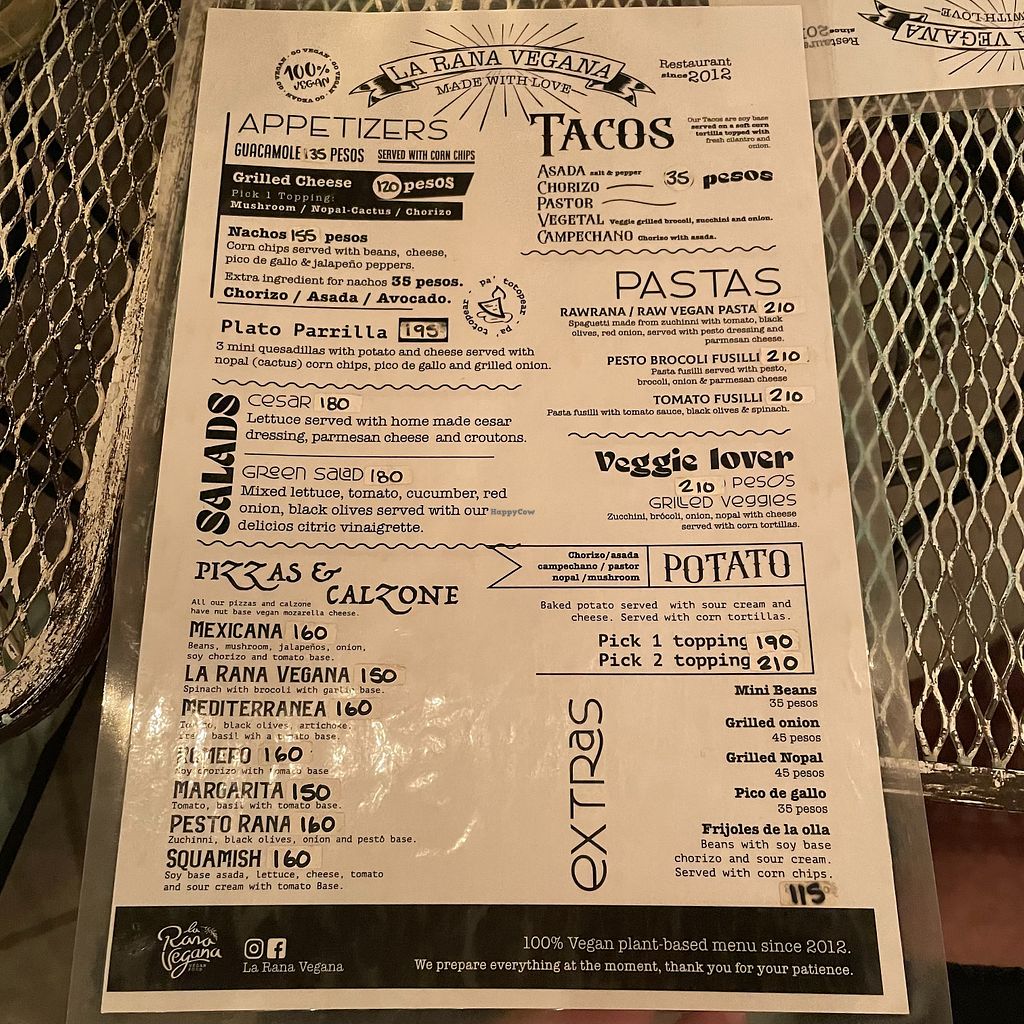 100% VEGAN
GO VEGAN · GO VEGAN · GO VEGAN
LA RANA VEGANA
MADE WITH LOVE
Restaurant
since 2012
APPETIZERS
GUACAMOLE 135 PESOS SERVED WITH CORN CHIPS
Grilled Cheese 120 pesos
Pick 1 Topping:
Mushroom / Nopal-Cactus / Chorizo
Nachos 155 pesos
Corn chips served with beans, cheese,
pico de gallo & jalapeño peppers.
Extra ingredient for nachos 35 pesos.
Chorizo / Asada / Avocado.
pa' totopear · pa' totopear
Plato Parrilla 195
3 mini quesadillas with potato and cheese served with
nopal (cactus) corn chips, pico de gallo and grilled onion.
SALADS
Cesar 180
Lettuce served with home made cesar
dressing, parmesan cheese and croutons.
Green Salad 180
Mixed lettuce, tomato, cucumber, red
onion, black olives served with our
delicios citric vinaigrette.
HappyCow
PIZZAS &
CALZONE
All our pizzas and calzone
have nut base vegan mozarella cheese.
MEXICANA 160
Beans, mushroom, jalapeños, onion,
soy chorizo and tomato base.
LA RANA VEGANA 150
Spinach with brocoli with garlic base.
MEDITERRANEA 160
black olives, artichoke,
basil wih a tomato base.
ROMERO 160
Soy chorizo with tomato base
MARGARITA 150
Tomato, basil with tomato base.
PESTO RANA 160
Zuchinni, black olives, onion and pesto base.
SQUAMISH 160
Soy base asada, lettuce, cheese, tomato
and sour cream with tomato Base.
TACOS
Our Tacos are soy base
served on a soft corn
tortilla topped with
fresh cilantro and
onion.
ASADA salt & pepper
CHORIZO
PASTOR
35 pesos
VEGETAL Veggie grilled brocoli, zucchini and onion.
CAMPECHANO Chorizo with asada.
PASTAS
RAWRANA / RAW VEGAN PASTA 210
Spaguetti made from zuchinni with tomato, black
olives, red onion, served with pesto dressing and
parmesan cheese.
PESTO BROCOLI FUSILLI 210
Pasta fusilli served with pesto,
brocoli, onion & parmesan cheese
TOMATO FUSILLI 210
Pasta fusilli with tomato sauce, black olives & spinach.
Veggie lover
210 pesos
Grilled veggies
Zucchini, brócoli, onion, nopal with cheese
served with corn tortillas.
Chorizo/asada
campechano / pastor
nopal /mushroom
POTATO
Baked potato served with sour cream and
cheese. Served with corn tortillas.
Pick 1 topping 190
Pick 2 topping 210
extras
Mini Beans
35 pesos
Grilled onion
45 pesos
Grilled Nopal
45 pesos
Pico de gallo
35 pesos
Frijoles de la olla
Beans with soy base
chorizo and sour cream.
Served with corn chips.
115
la Rana Vegana
La Rana Vegana
100% Vegan plant-based menu since 2012.
We prepare everything at the moment, thank you for your patience.